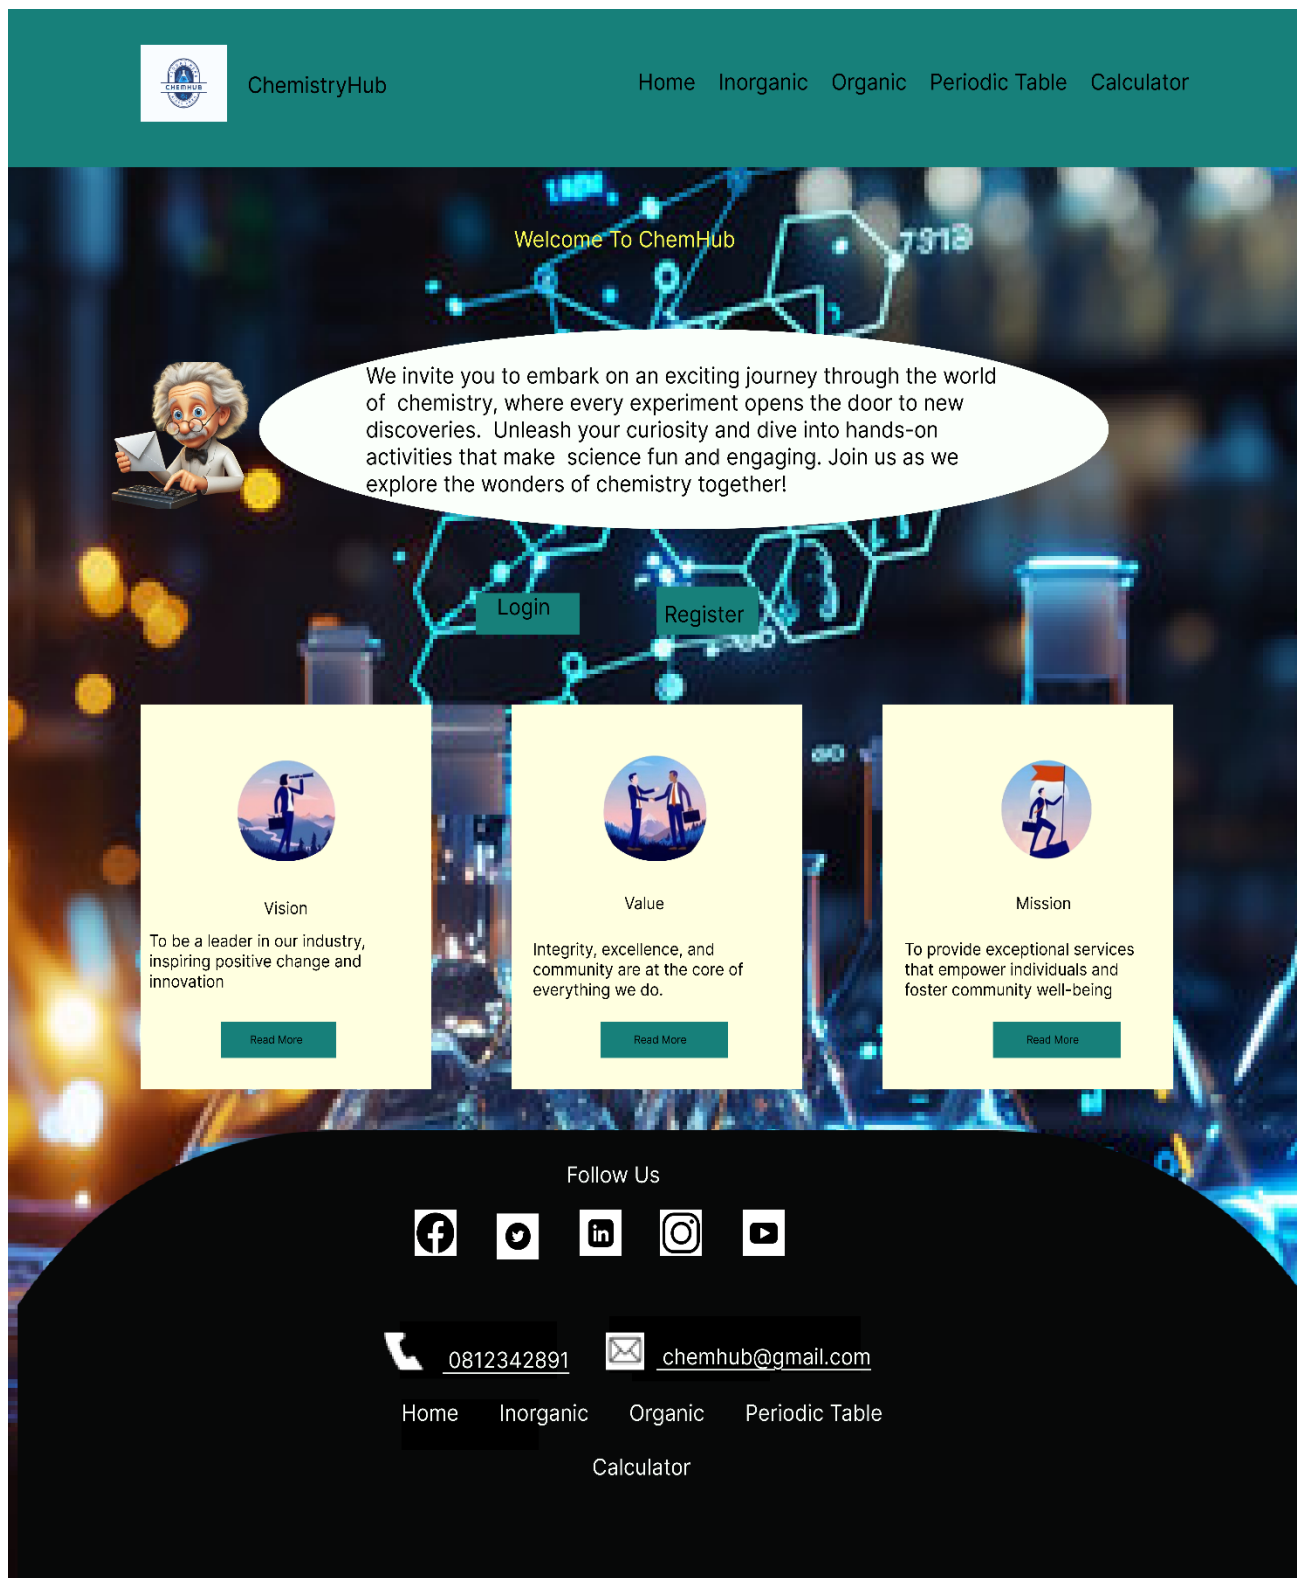 CHEMHUB
ChemistryHub
Home Inorganic Organic Periodic Table Calculator
Welcome To ChemHub
We invite you to embark on an exciting journey through the world
of  chemistry, where every experiment opens the door to new
discoveries.  Unleash your curiosity and dive into hands-on
activities that make  science fun and engaging. Join us as we
explore the wonders of chemistry together!
Login
Register
Vision
To be a leader in our industry,
inspiring positive change and
innovation
Read More
Value
Integrity, excellence, and
community are at the core of
everything we do.
Read More
Mission
To provide exceptional services
that empower individuals and
foster community well-being
Read More
Follow Us
0812342891
chemhub@gmail.com
Home Inorganic Organic Periodic Table
Calculator